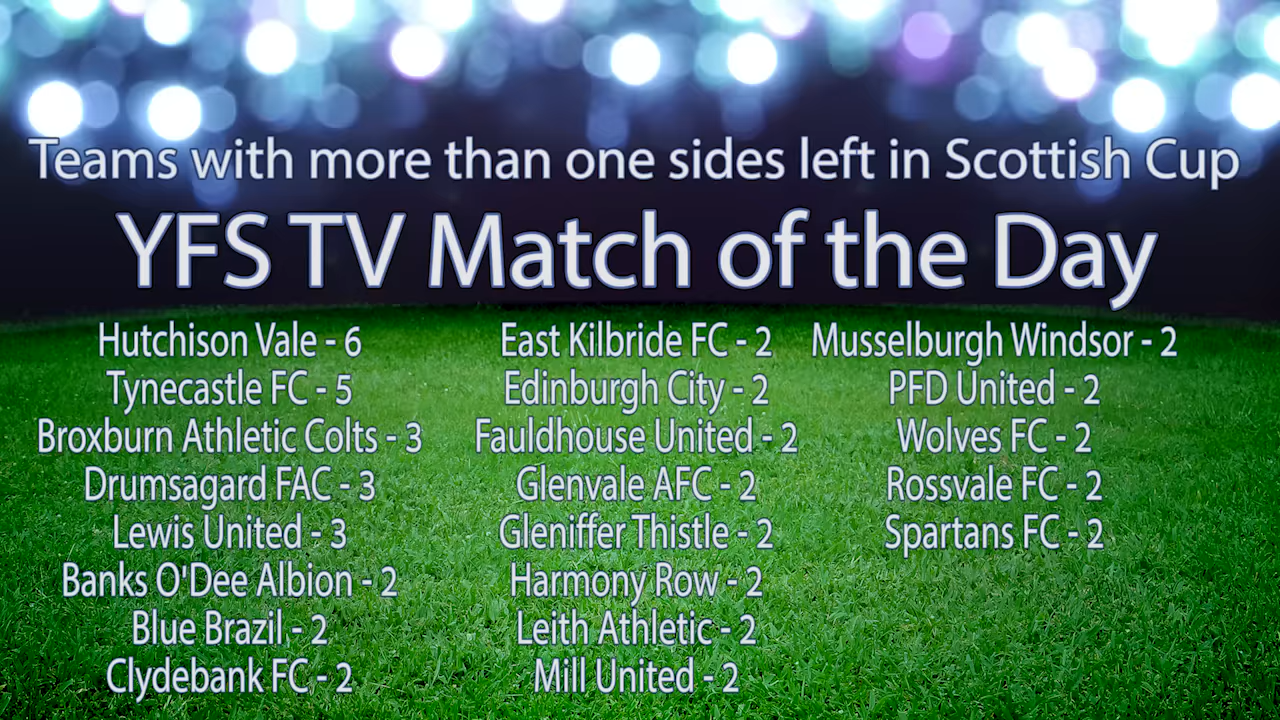 Teams with more than one sides left in Scottish Cup
YFS TV Match of the Day
Hutchison Vale - 6
Tynecastle FC - 5
Broxburn Athletic Colts - 3
Drumsagard FAC - 3
Lewis United - 3
Banks O'Dee Albion - 2
Blue Brazil - 2
Clydebank FC - 2
East Kilbride FC - 2
Edinburgh City - 2
Fauldhouse United - 2
Glenvale AFC - 2
Gleniffer Thistle - 2
Harmony Row - 2
Leith Athletic - 2
Mill United - 2
Musselburgh Windsor - 2
PFD United - 2
Wolves FC - 2
Rossvale FC - 2
Spartans FC - 2